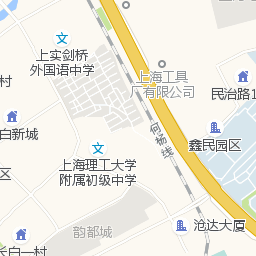 上实剑桥
外国语中学
上海工具
厂有限公司
民治路1
一村
白新城
何杨线
鑫民园区
上海理工大学
附属初级中学
区
韵都城
沧达大厦
长白一村